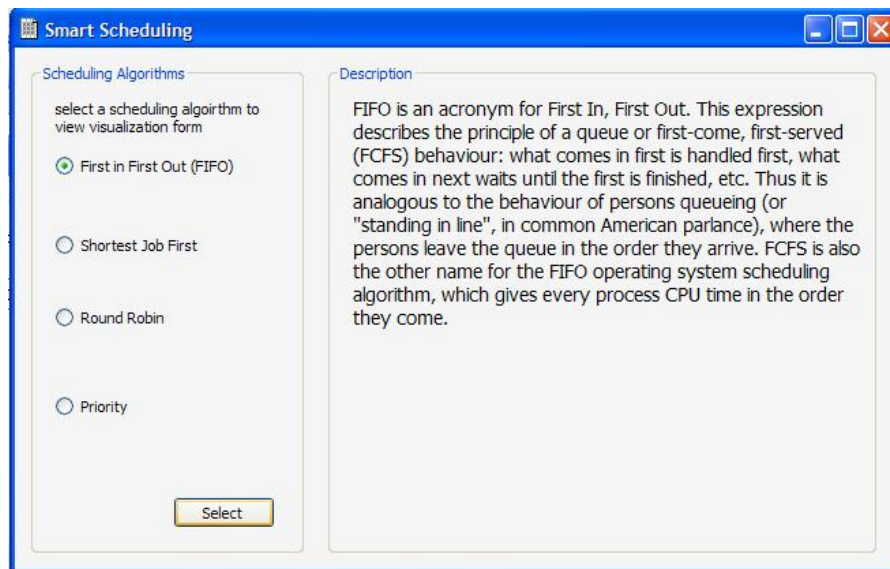 Smart Scheduling
Scheduling Algorithms
select a scheduling algoirthm to
view visualization form
First in First Out (FIFO)
Shortest Job First
Round Robin
Priority
Select
Description
FIFO is an acronym for First In, First Out. This expression
describes the principle of a queue or first-come, first-served
(FCFS) behaviour: what comes in first is handled first, what
comes in next waits until the first is finished, etc. Thus it is
analogous to the behaviour of persons queueing (or
"standing in line", in common American parlance), where the
persons leave the queue in the order they arrive. FCFS is also
the other name for the FIFO operating system scheduling
algorithm, which gives every process CPU time in the order
they come.